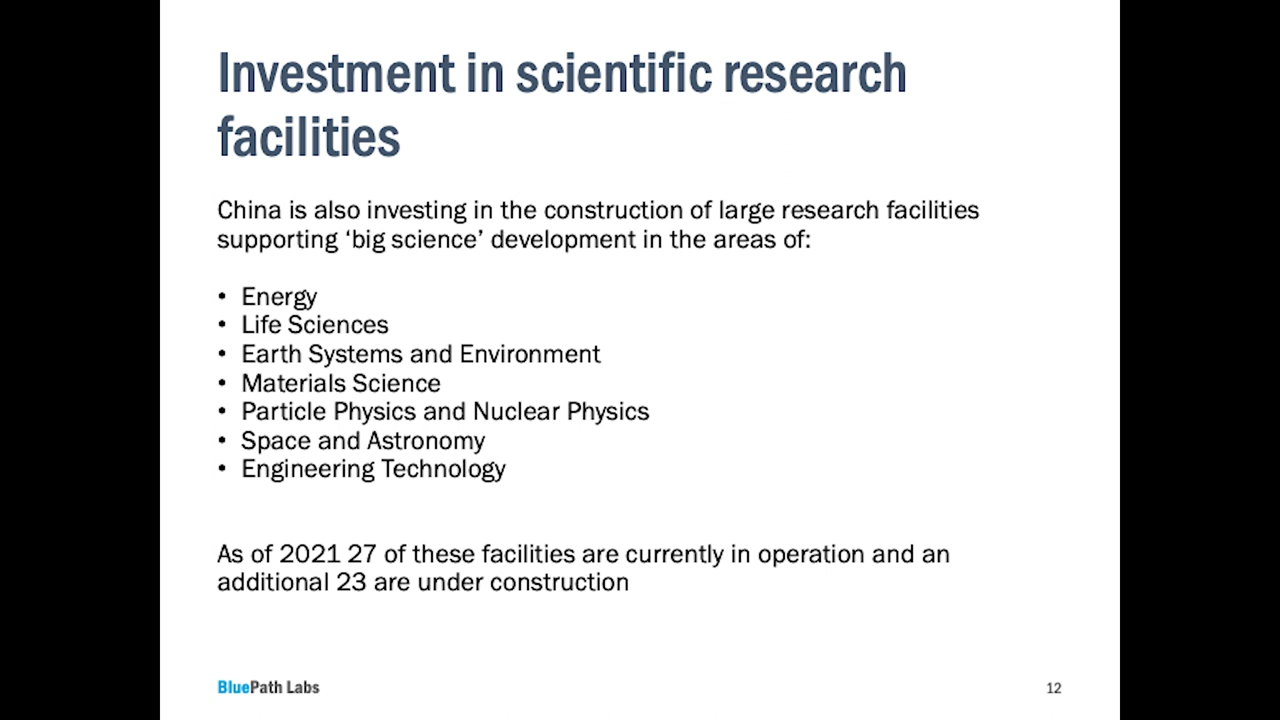 Investment in scientific research
facilities
China is also investing in the construction of large research facilities
supporting ‘big science’ development in the areas of:
• Energy
• Life Sciences
• Earth Systems and Environment
• Materials Science
• Particle Physics and Nuclear Physics
• Space and Astronomy
• Engineering Technology
As of 2021 27 of these facilities are currently in operation and an
additional 23 are under construction
BluePath Labs
12